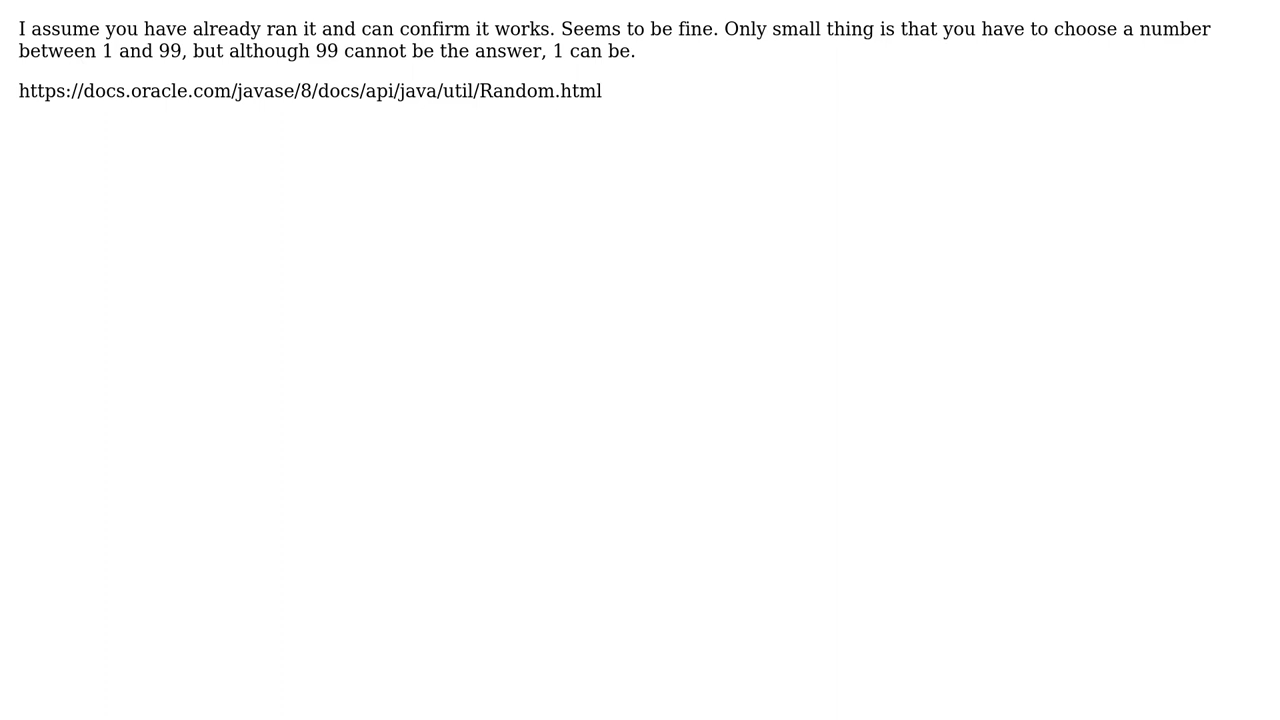 I assume you have already ran it and can confirm it works. Seems to be fine. Only small thing is that you have to choose a number
between 1 and 99, but although 99 cannot be the answer, 1 can be.
https://docs.oracle.com/javase/8/docs/api/java/util/Random.html